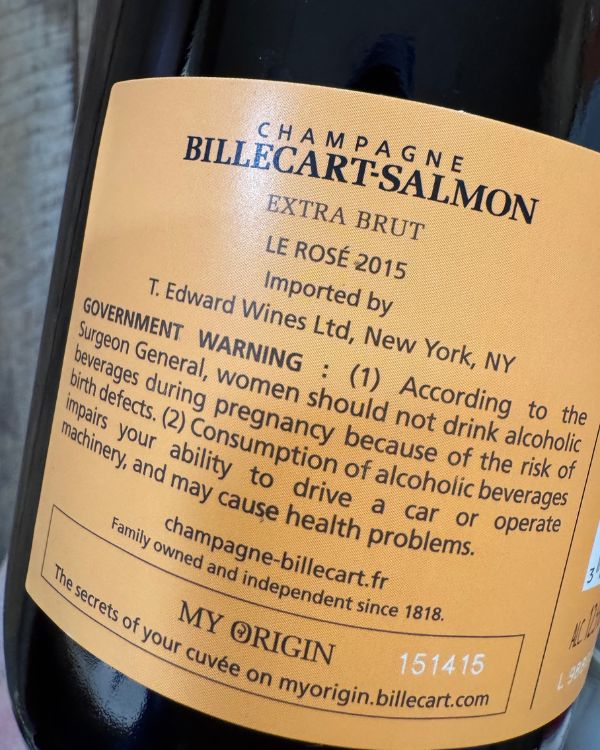 CHAMPAGNE
BILLECART-SALMON
EXTRA BRUT
LE ROSÉ 2015
Imported by
T. Edward Wines Ltd, New York, NY
GOVERNMENT WARNING : (1) According to the
Surgeon General, women should not drink alcoholic
beverages during pregnancy because of the risk of
birth defects. (2) Consumption of alcoholic beverages
impairs your ability to drive a car or operate
machinery, and may cause health problems.
champagne-billecart.fr
Family owned and independent since 1818.
MY ORIGIN
151415
The secrets of your cuvée on myorigin.billecart.com
3
ALC.
L